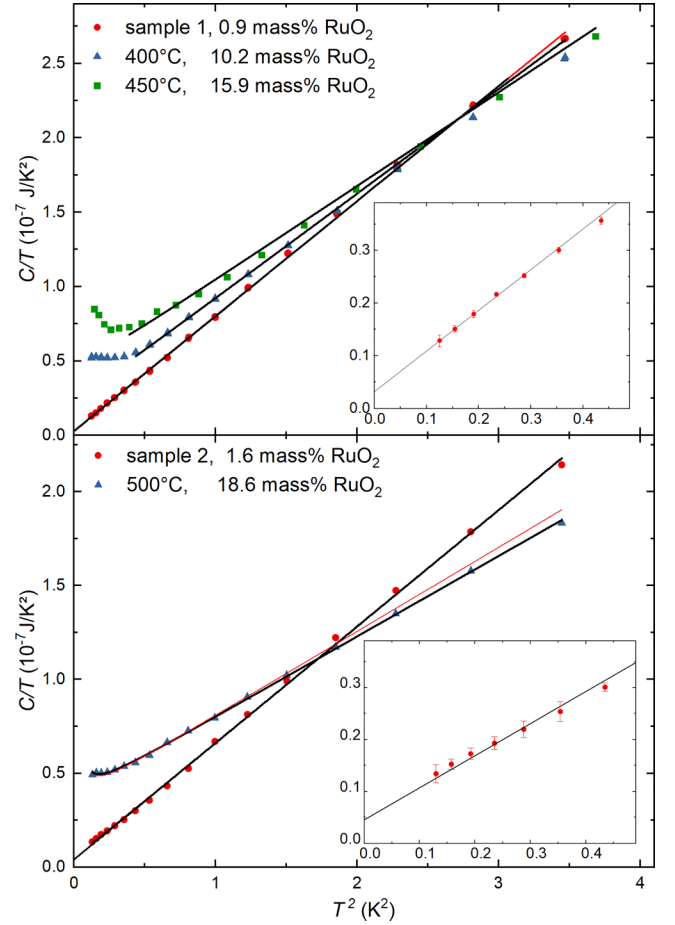 sample 1, 0.9 mass% RuO2
400°C, 10.2 mass% RuO2
450°C, 15.9 mass% RuO2
2.5
2.0
1.5
1.0
0.5
0.0
C/T (10-7 J/K²)
0.3
0.2
0.1
0.0
0.0 0.1 0.2 0.3 0.4
sample 2, 1.6 mass% RuO2
500°C, 18.6 mass% RuO2
2.0
1.5
1.0
0.5
0.0
C/T (10-7 J/K²)
0.3
0.2
0.1
0.0
0.0 0.1 0.2 0.3 0.4
0 1 2 3 4
T 2 (K2)